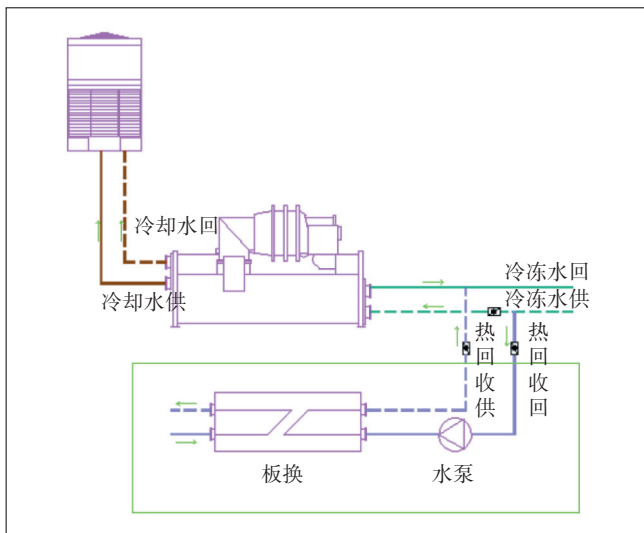 冷却水回
冷却水供
冷冻水回
冷冻水供
热回收供
热回收回
板换
水泵